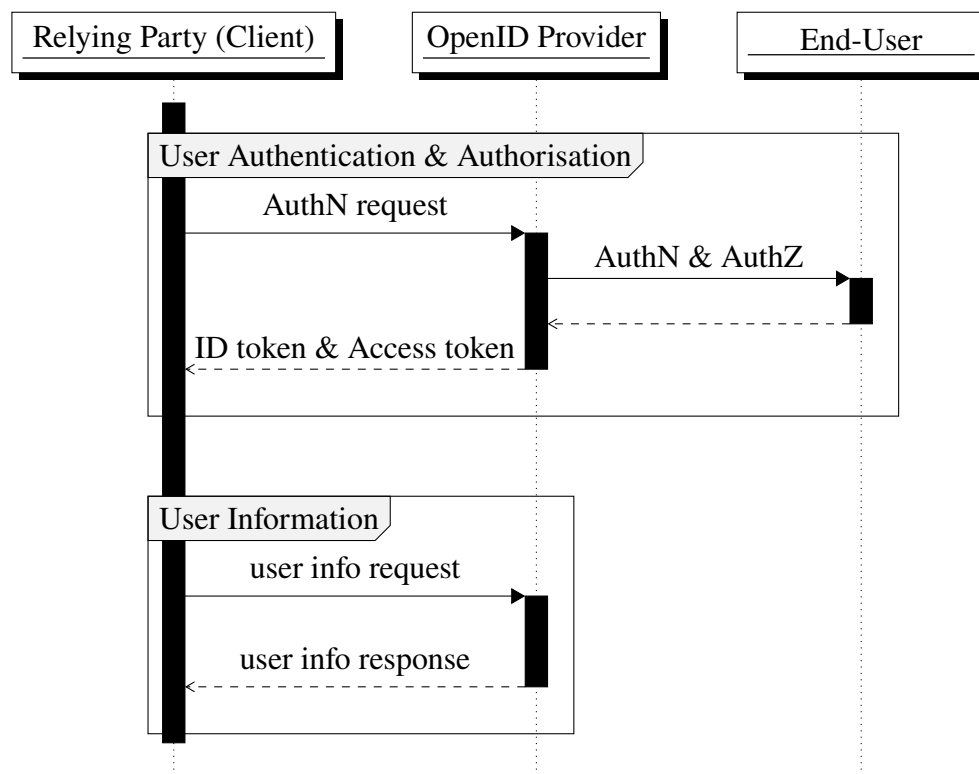 Relying Party (Client)
OpenID Provider
End-User
User Authentication & Authorisation
AuthN request
AuthN & AuthZ
ID token & Access token
User Information
user info request
user info response